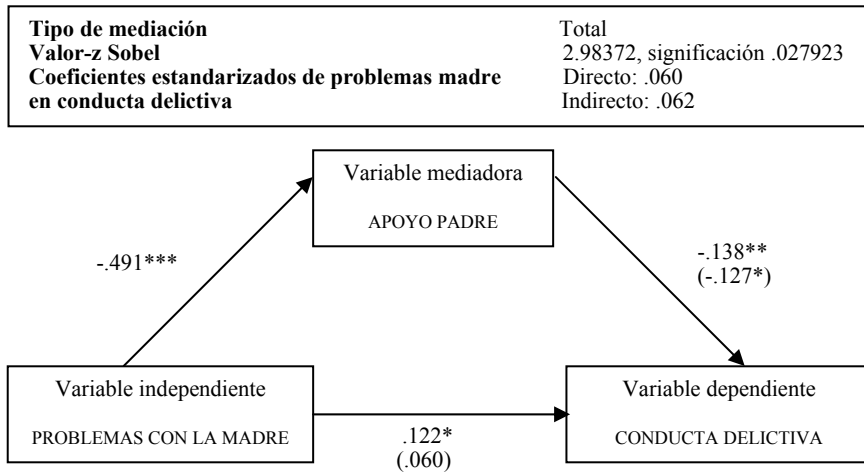 Tipo de mediación Total
Valor-z Sobel 2.98372, significación .027923
Coeficientes estandarizados de problemas madre Directo: .060
en conducta delictiva Indirecto: .062
Variable mediadora
APOYO PADRE
-.491***
-.138**
(-.127*)
Variable independiente
PROBLEMAS CON LA MADRE
.122*
(.060)
Variable dependiente
CONDUCTA DELICTIVA